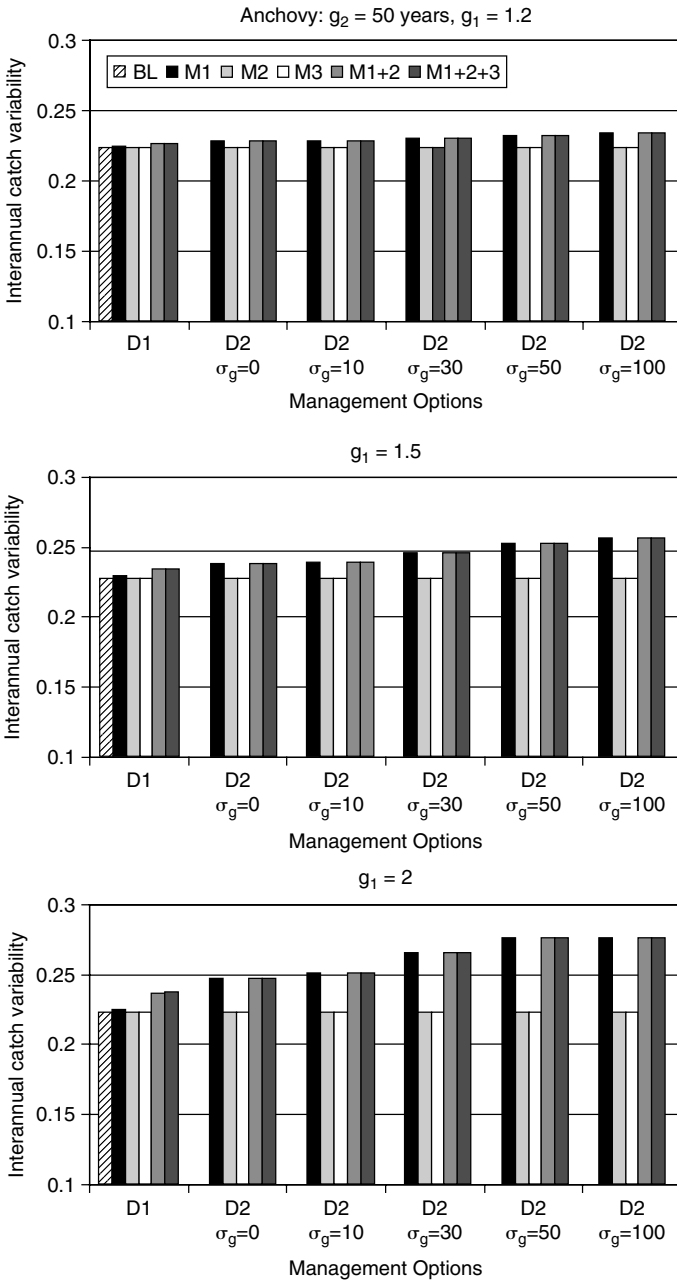 Anchovy: g₂ = 50 years, g₁ = 1.2
Interannual catch variability
0.3
0.25
0.2
0.15
0.1
BL M1 M2 M3 M1+2 M1+2+3
D1 D2 D2 D2 D2 D2
σg=0 σg=10 σg=30 σg=50 σg=100
Management Options
g₁ = 1.5
Interannual catch variability
0.3
0.25
0.2
0.15
0.1
D1 D2 D2 D2 D2 D2
σg=0 σg=10 σg=30 σg=50 σg=100
Management Options
g₁ = 2
Interannual catch variability
0.3
0.25
0.2
0.15
0.1
D1 D2 D2 D2 D2 D2
σg=0 σg=10 σg=30 σg=50 σg=100
Management Options